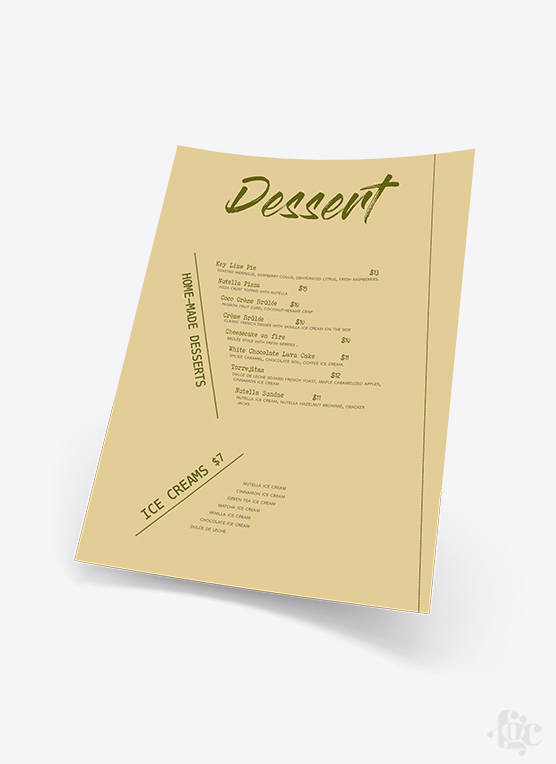 Dessert
HOME-MADE DESSERTS
Key Lime Pie $13
TOASTED MERINGUE, RASPBERRY COULIS, DEHYDRATED CITRUS, FRESH RASPBERRIES.
Nutella Pizza $15
PIZZA CRUST TOPPED WITH NUTELLA
Coco Crème Brûlée $10
PASSION FRUIT CURD, COCONUT-SESAME CRISP
Crème Brûlée $10
CLASSIC FRENCH DESSER WITH VANILLA ICE CREAM ON THE SIDE
Cheesecake on fire $10
BRÛLÉE STYLE WITH FRESH BERRIES .
White Chocolate Lava Cake $11
SPICED CARAMEL, CHOCOLATE SOIL, COFFEE ICE CREAM.
Torrejitas $12
DULCE DE LECHE SOAKED FRENCH TOAST, MAPLE CARAMELIZED APPLES,
CINNAMON ICE CREAM
Nutella Sundae $11
NUTELLA ICE CREAM, NUTELLA HAZELNUT BROWNIE, CRACKER
JACKS
ICE CREAMS $7
NUTELLA ICE CREAM
CINNAMON ICE CREAM
GREEN TEA ICE CREAM
MATCHA ICE CREAM
VANILLA ICE CREAM
CHOCOLATE ICE CREAM
DULCE DE LECHE